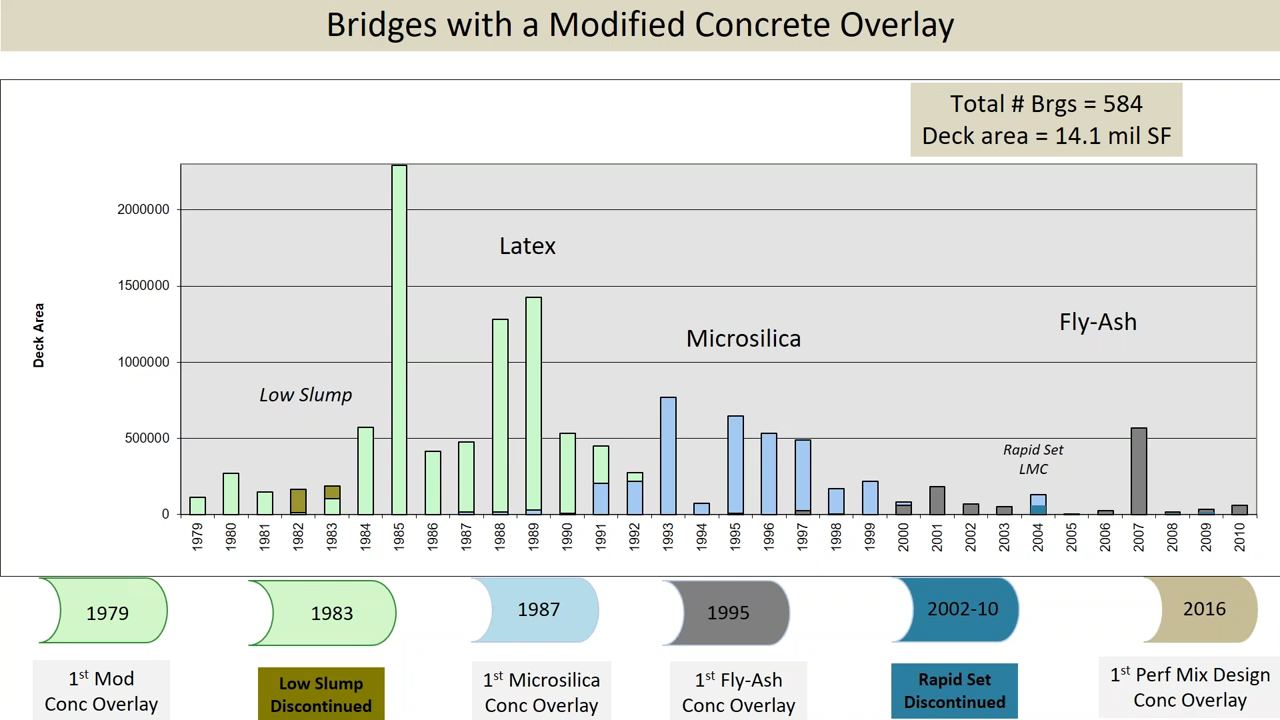 Bridges with a Modified Concrete Overlay
Total # Brgs = 584
Deck area = 14.1 mil SF
Deck Area
2000000
1500000
1000000
500000
0
Latex
Microsilica
Fly-Ash
Low Slump
Rapid Set
LMC
1979
1980
1981
1982
1983
1984
1985
1986
1987
1988
1989
1990
1991
1992
1993
1994
1995
1996
1997
1998
1999
2000
2001
2002
2003
2004
2005
2006
2007
2008
2009
2010
1979
1st Mod
Conc Overlay
1983
Low Slump
Discontinued
1987
1st Microsilica
Conc Overlay
1995
1st Fly-Ash
Conc Overlay
2002-10
Rapid Set
Discontinued
2016
1st Perf Mix Design
Conc Overlay